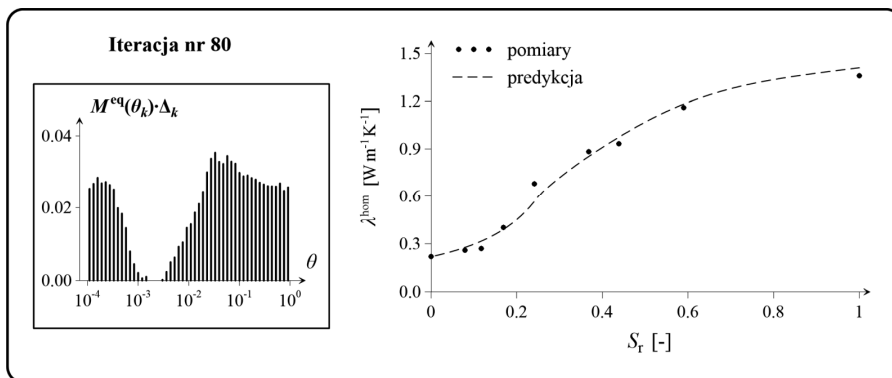 Iteracja nr 80
M^eq(θ_k)·Δ_k
0.04
0.02
0.00
10^-4 10^-3 10^-2 10^-1 10^0
θ
pomiary
predykcja
λ^hom [W m^-1 K^-1]
1.5
1.2
0.9
0.6
0.3
0.0
0 0.2 0.4 0.6 0.8 1
S_r [-]